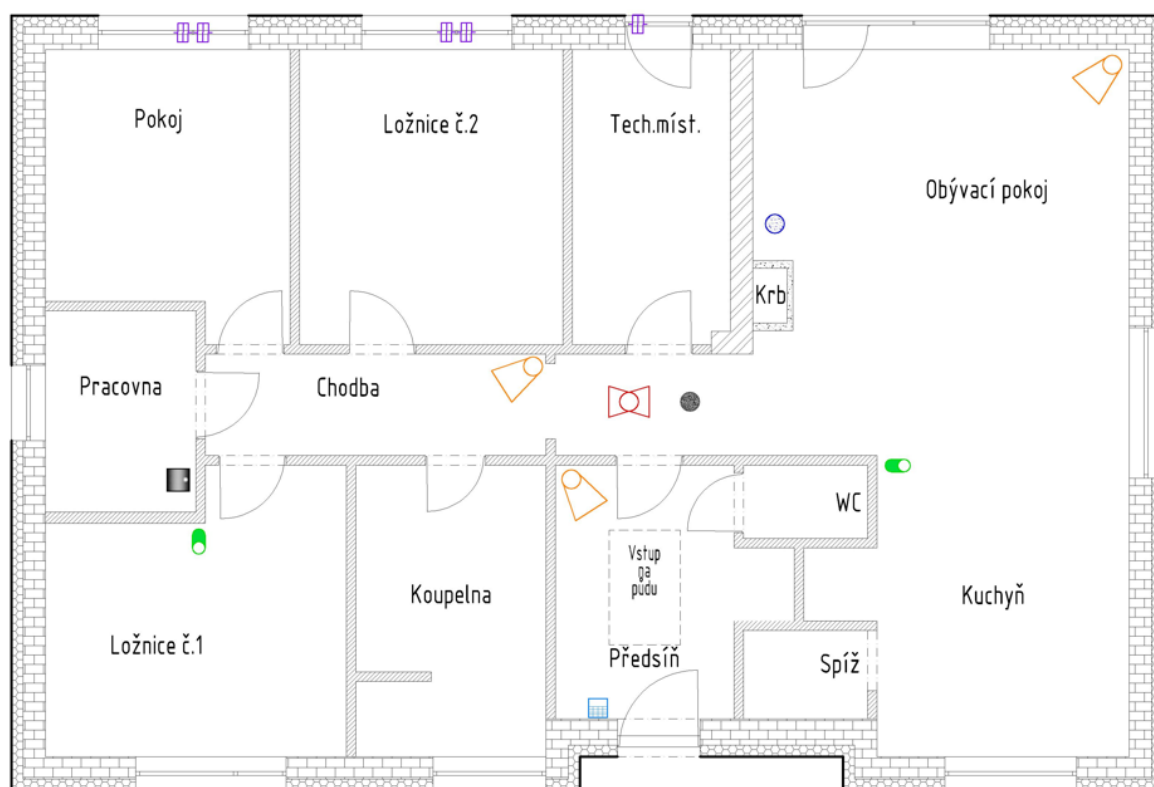 Pokoj
Ložnice č.2
Tech.míst.
Obývací pokoj
Krb
Pracovna
Chodba
WC
Vstup
na
půdu
Koupelna
Kuchyň
Ložnice č.1
Předsíň
Spíž